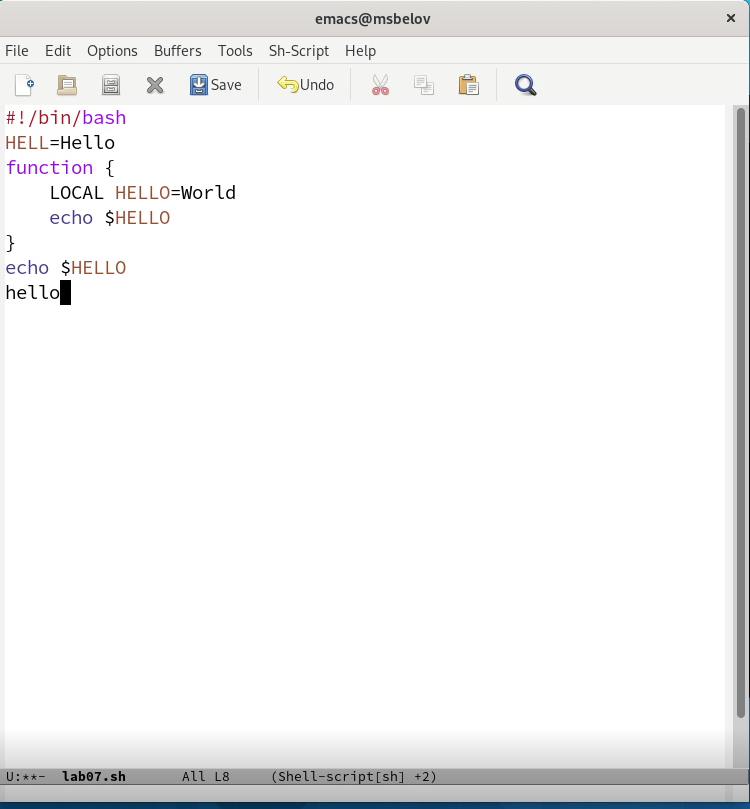 emacs@msbelov ×
File Edit Options Buffers Tools Sh-Script Help
Save Undo
#!/bin/bash
HELL=Hello
function {
    LOCAL HELLO=World
    echo $HELLO
}
echo $HELLO
hello
U:**- lab07.sh All L8 (Shell-script[sh] +2)